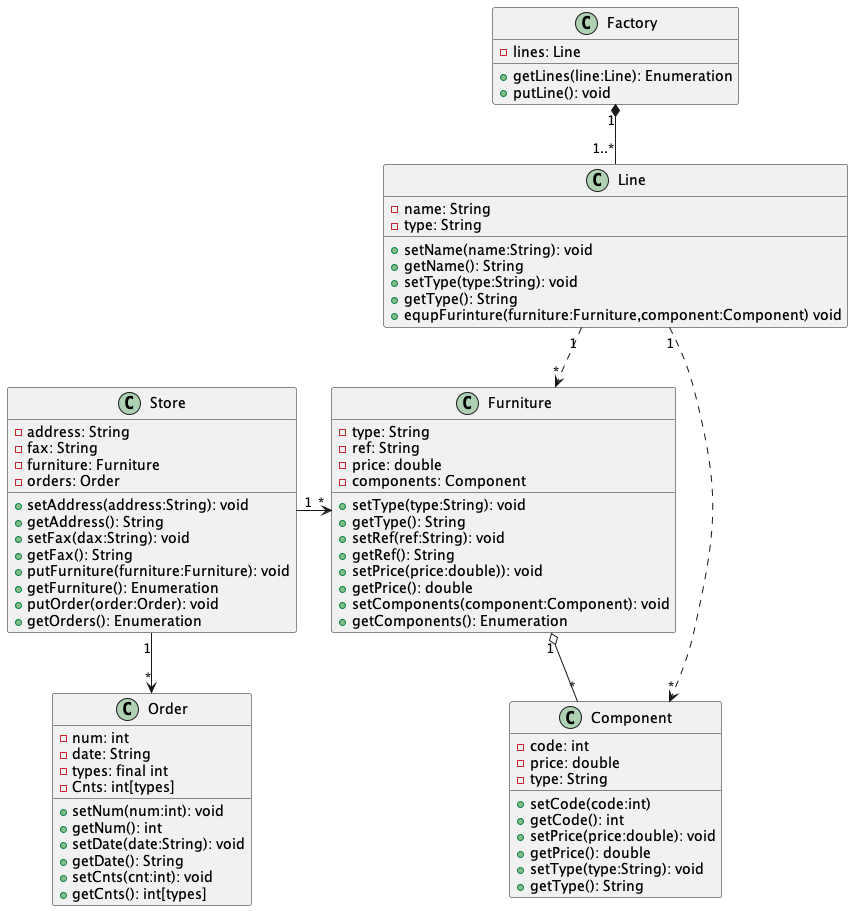 C Factory
lines: Line
getLines(line:Line): Enumeration
putLine(): void
1
1..*
C Line
name: String
type: String
setName(name:String): void
getName(): String
setType(type:String): void
getType(): String
equpFurinture(furniture:Furniture,component:Component) void
1
1
*
C Store
address: String
fax: String
furniture: Furniture
orders: Order
setAddress(address:String): void
getAddress(): String
setFax(dax:String): void
getFax(): String
putFurniture(furniture:Furniture): void
getFurniture(): Enumeration
putOrder(order:Order): void
getOrders(): Enumeration
1 *
C Furniture
type: String
ref: String
price: double
components: Component
setType(type:String): void
getType(): String
setRef(ref:String): void
getRef(): String
setPrice(price:double)): void
getPrice(): double
setComponents(component:Component): void
getComponents(): Enumeration
1
*
1
*
*
C Order
num: int
date: String
types: final int
Cnts: int[types]
setNum(num:int): void
getNum(): int
setDate(date:String): void
getDate(): String
setCnts(cnt:int): void
getCnts(): int[types]
C Component
code: int
price: double
type: String
setCode(code:int)
getCode(): int
setPrice(price:double): void
getPrice(): double
setType(type:String): void
getType(): String